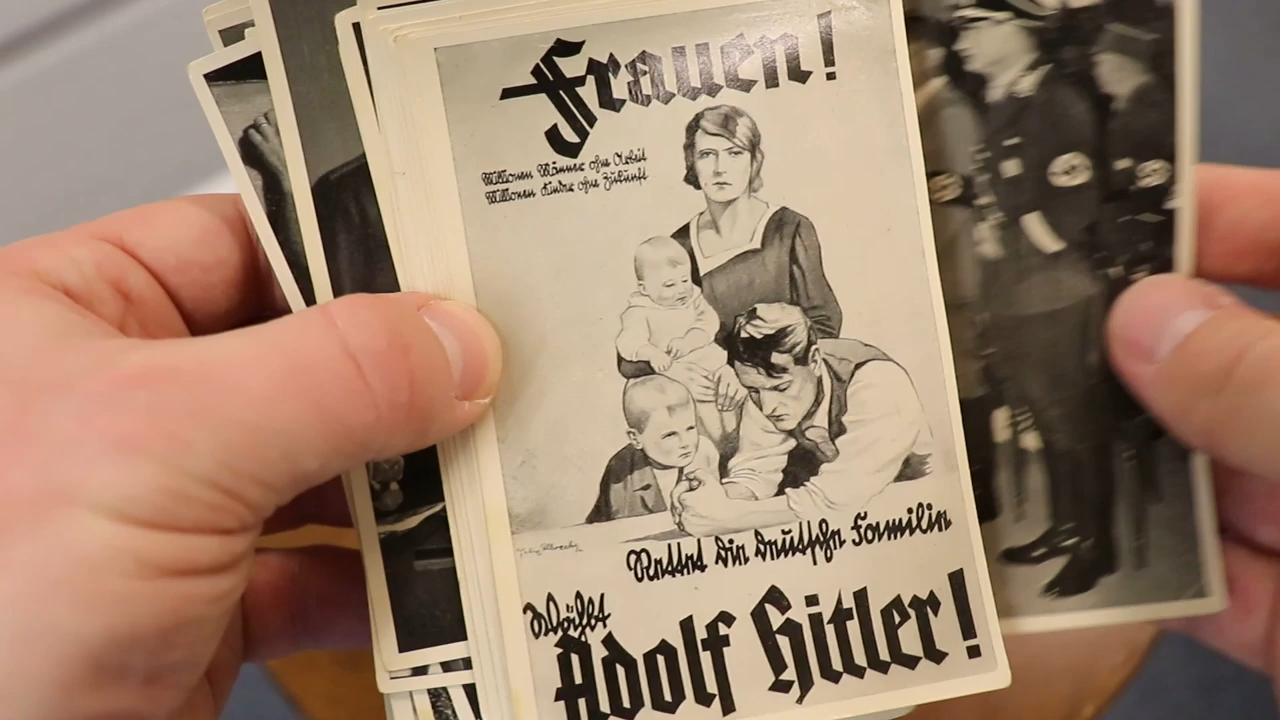 Frauen!
Millionen Männer ohne Arbeit
Millionen Kinder ohne Zukunft
Rettet die deutsche Familie
Wählt
Adolf Hitler!